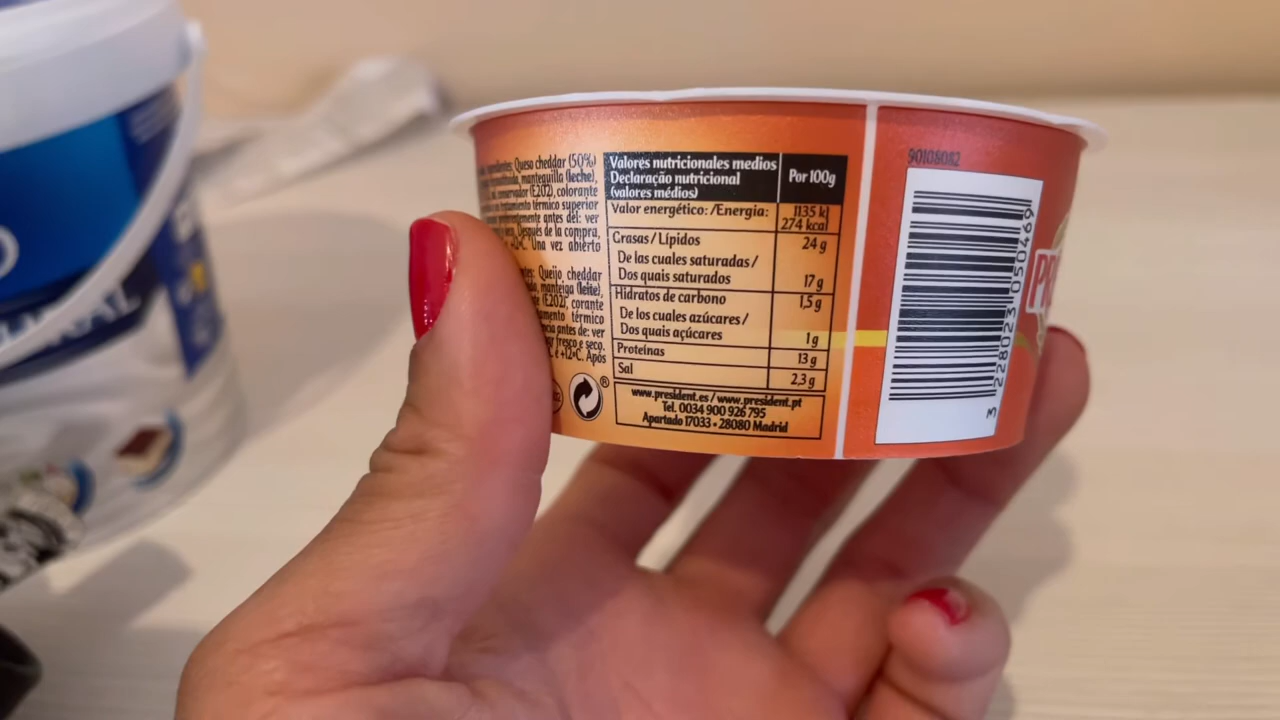 Queso cheddar (50%)
mantequilla (leche),
conservador (E202), colorante
tratamiento térmico superior
antes del: ver
Después de la compra,
Una vez abierto
Queijo cheddar
manteiga (leite),
(E202), corante
térmico
antes de: ver
fresco e seco.
e +12ºC. Após
Valores nutricionales medios
Declaração nutricional
(valores médios)
Por 100g
Valor energético: /Energia:
1135 kj
274 kcal
Grasas / Lípidos
24 g
De las cuales saturadas /
Dos quais saturados
17 g
Hidratos de carbono
1,5 g
De los cuales azúcares /
Dos quais açúcares
1 g
Proteínas
13 g
Sal
2,3 g
www.president.es / www.president.pt
Tel. 0034 900 926 795
Apartado 17033 • 28080 Madrid
®
90108082
3 228023 050469